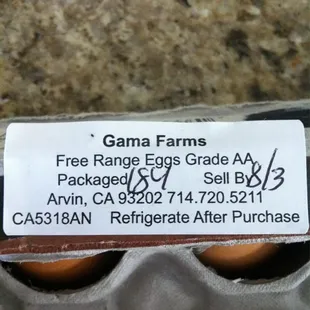 Gama Farms
Free Range Eggs Grade AA
Packaged 184 Sell By 8/3
Arvin, CA 93202 714.720.5211
CA5318AN Refrigerate After Purchase